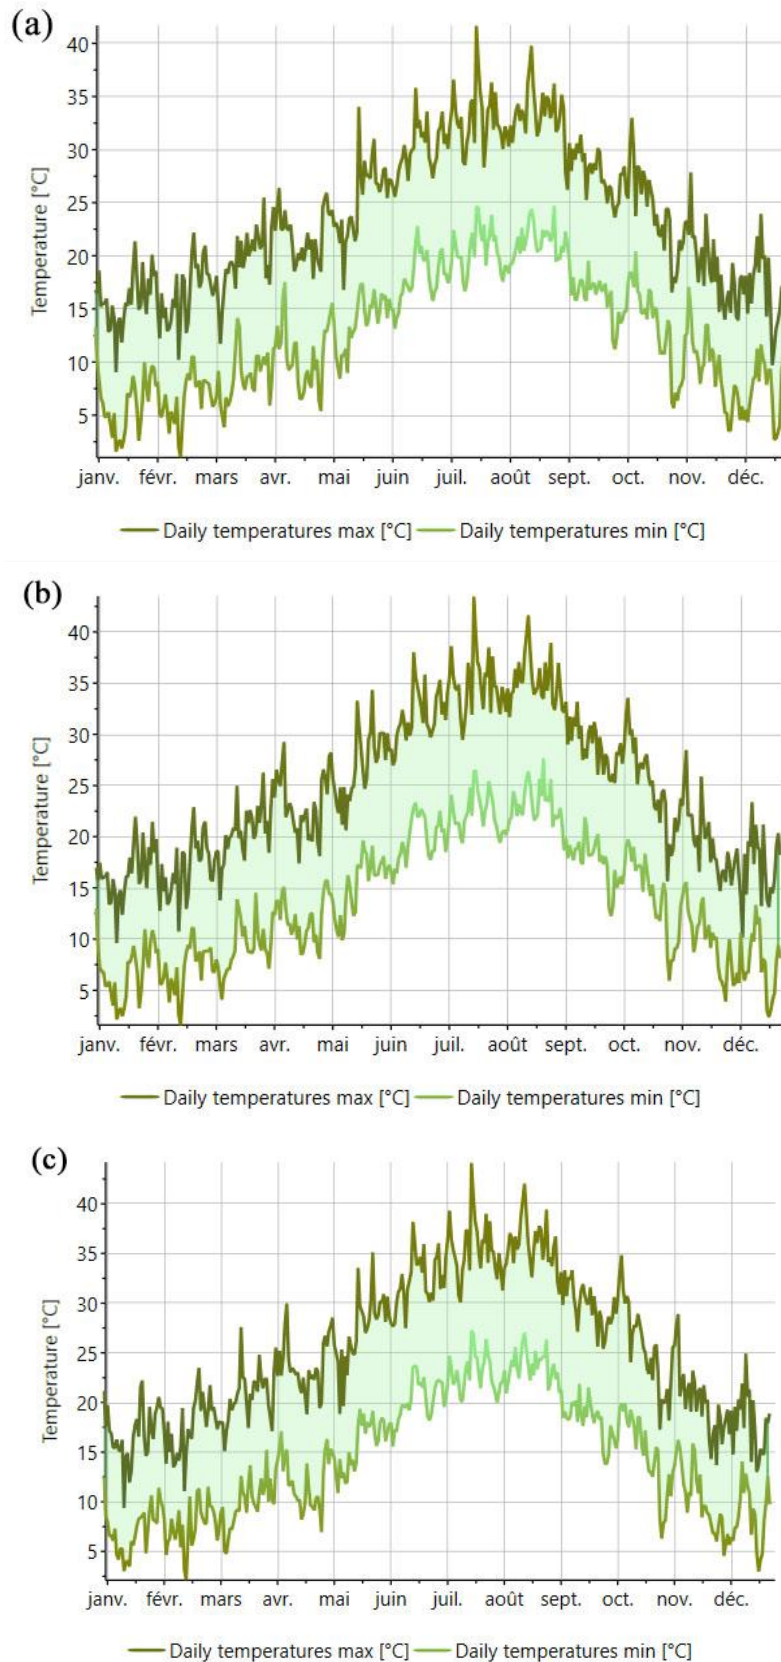 (a)
40
35
30
25
20
15
10
5
Temperature [°C]
janv. févr. mars avr. mai juin juil. août sept. oct. nov. déc.
Daily temperatures max [°C] Daily temperatures min [°C]
(b)
40
35
30
25
20
15
10
5
Temperature [°C]
janv. févr. mars avr. mai juin juil. août sept. oct. nov. déc.
Daily temperatures max [°C] Daily temperatures min [°C]
(c)
40
35
30
25
20
15
10
5
Temperature [°C]
janv. févr. mars avr. mai juin juil. août sept. oct. nov. déc.
Daily temperatures max [°C] Daily temperatures min [°C]